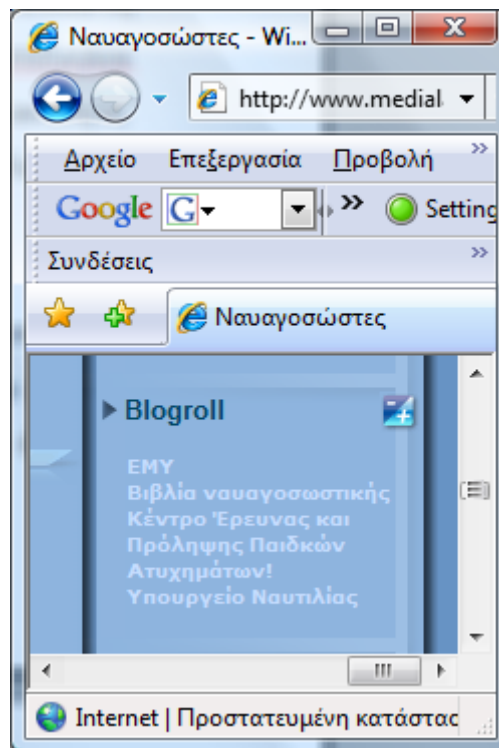 Ναυαγοσώστες - Wi...
http://www.medial
Αρχείο Επεξεργασία Προβολή »
Google G »
Setting
Συνδέσεις »
Ναυαγοσώστες
Blogroll
ΕΜΥ
Βιβλία ναυαγοσωστικής
Κέντρο Έρευνας και
Πρόληψης Παιδκών
Ατυχημάτων!
Υπουργείο Ναυτιλίας
Internet | Προστατευμένη κατάστας